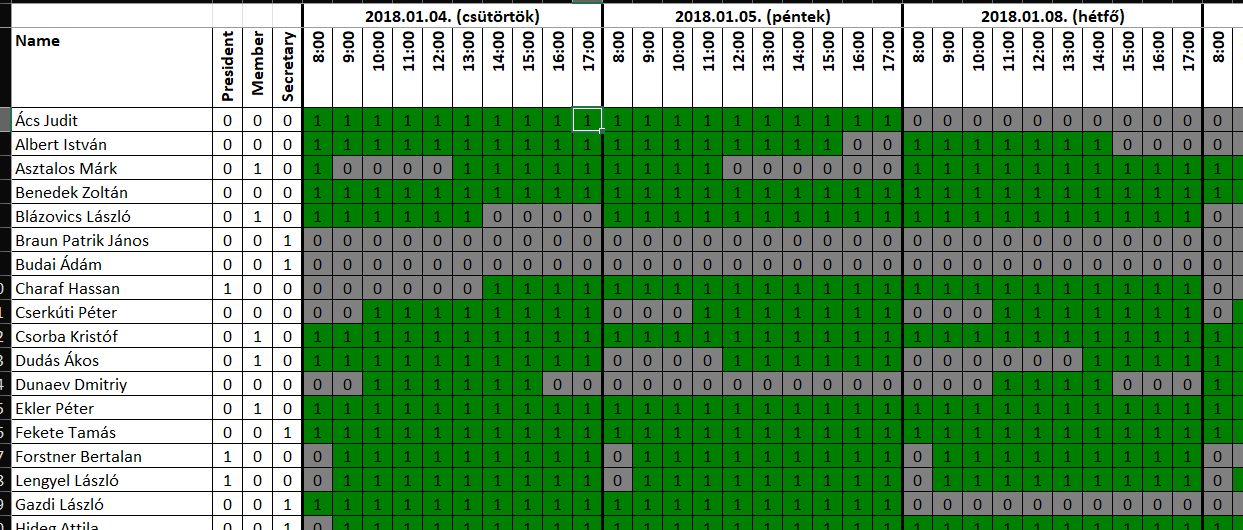 2018.01.04. (csütörtök) 2018.01.05. (péntek) 2018.01.08. (hétfő)
Name President Member Secretary 8:00 9:00 10:00 11:00 12:00 13:00 14:00 15:00 16:00 17:00 8:00 9:00 10:00 11:00 12:00 13:00 14:00 15:00 16:00 17:00 8:00 9:00 10:00 11:00 12:00 13:00 14:00 15:00 16:00 17:00 8:00
Ács Judit 0 0 0 1 1 1 1 1 1 1 1 1 1 1 1 1 1 1 1 1 1 1 1 0 0 0 0 0 0 0 0 0 0 0
Albert István 0 0 0 1 1 1 1 1 1 1 1 1 1 1 1 1 1 1 1 1 1 0 0 1 1 1 1 1 1 1 0 0 0 0
Asztalos Márk 0 1 0 1 0 0 0 0 1 1 1 1 1 1 1 1 1 0 0 0 0 0 0 1 1 1 1 1 1 1 1 1 1 1
Benedek Zoltán 0 0 0 1 1 1 1 1 1 1 1 1 1 1 1 1 1 1 1 1 1 1 1 1 1 1 1 1 1 1 1 1 1 1
Blázovics László 0 1 0 1 1 1 1 1 1 0 0 0 0 1 1 1 1 1 1 1 1 1 1 1 1 1 1 1 1 1 1 1 1 0
Braun Patrik János 0 0 1 0 0 0 0 0 0 0 0 0 0 0 0 0 0 0 0 0 0 0 0 0 0 0 0 0 0 0 0 0 0 0
Budai Ádám 0 0 1 0 0 0 0 0 0 0 0 0 0 0 0 0 0 0 0 0 0 0 0 0 0 0 0 0 0 0 0 0 0 0
Charaf Hassan 1 0 0 0 0 0 0 0 0 1 1 1 1 1 1 1 1 1 1 1 1 1 1 1 1 1 1 1 1 1 1 1 1 0
Cserkúti Péter 0 0 0 0 0 1 1 1 1 1 1 1 1 0 0 0 1 1 1 1 1 1 1 0 0 0 1 1 1 1 1 1 1 0
Csorba Kristóf 0 1 0 1 1 1 1 1 1 1 1 1 1 1 1 1 1 1 1 1 1 1 1 1 1 1 1 1 1 1 1 1 1 1
Dudás Ákos 0 1 0 1 1 1 1 1 1 1 1 1 1 0 0 0 0 1 1 1 1 1 1 0 0 0 0 0 0 1 1 1 1 1
Dunaev Dmitriy 0 0 0 0 0 1 1 1 1 1 1 0 0 0 0 0 0 0 0 0 0 0 0 0 0 0 1 1 1 1 0 0 0 1
Ekler Péter 0 1 0 1 1 1 1 1 1 1 1 1 1 1 1 1 1 1 1 1 1 1 1 1 1 1 1 1 1 1 1 1 1 1
Fekete Tamás 0 0 1 1 1 1 1 1 1 1 1 1 1 1 1 1 1 1 1 1 1 1 1 1 1 1 1 1 1 1 1 1 1 1
Forstner Bertalan 1 0 0 0 1 1 1 1 1 1 1 1 1 0 1 1 1 1 1 1 1 1 1 0 1 1 1 1 1 1 1 1 1 0
Lengyel László 1 0 0 0 1 1 1 1 1 1 1 1 1 0 1 1 1 1 1 1 1 1 1 0 1 1 1 1 1 1 1 1 1 0
Gazdi László 0 0 1 1 1 1 1 1 1 1 1 1 1 1 1 1 1 1 1 1 1 1 1 0 0 0 0 0 0 0 0 0 0 0
Hideg Attila 0 0 1 0